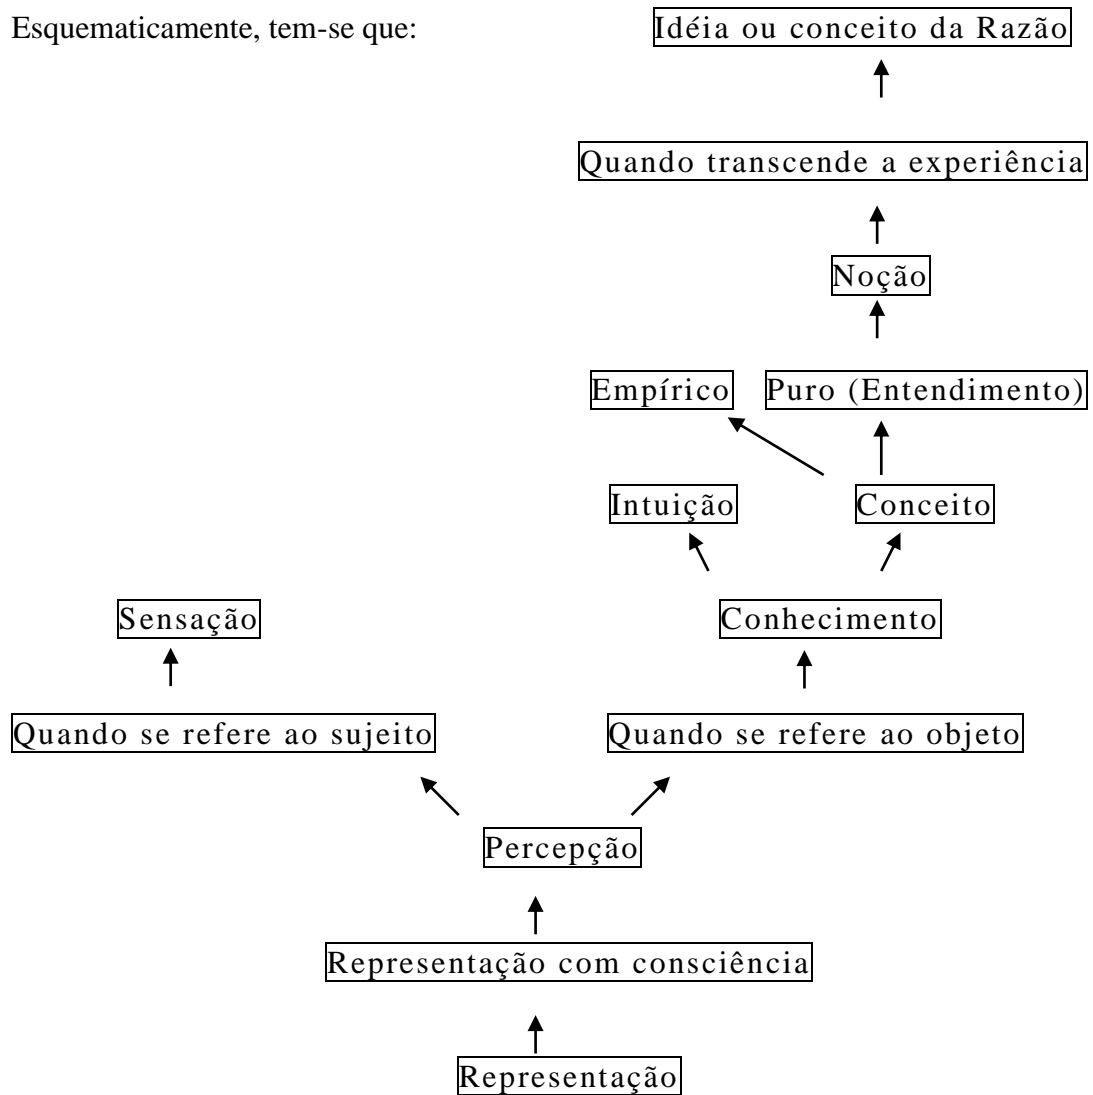 Esquematicamente, tem-se que:
Idéia ou conceito da Razão
Quando transcende a experiência
Noção
Empírico
Puro (Entendimento)
Intuição
Conceito
Sensação
Conhecimento
Quando se refere ao sujeito
Quando se refere ao objeto
Percepção
Representação com consciência
Representação